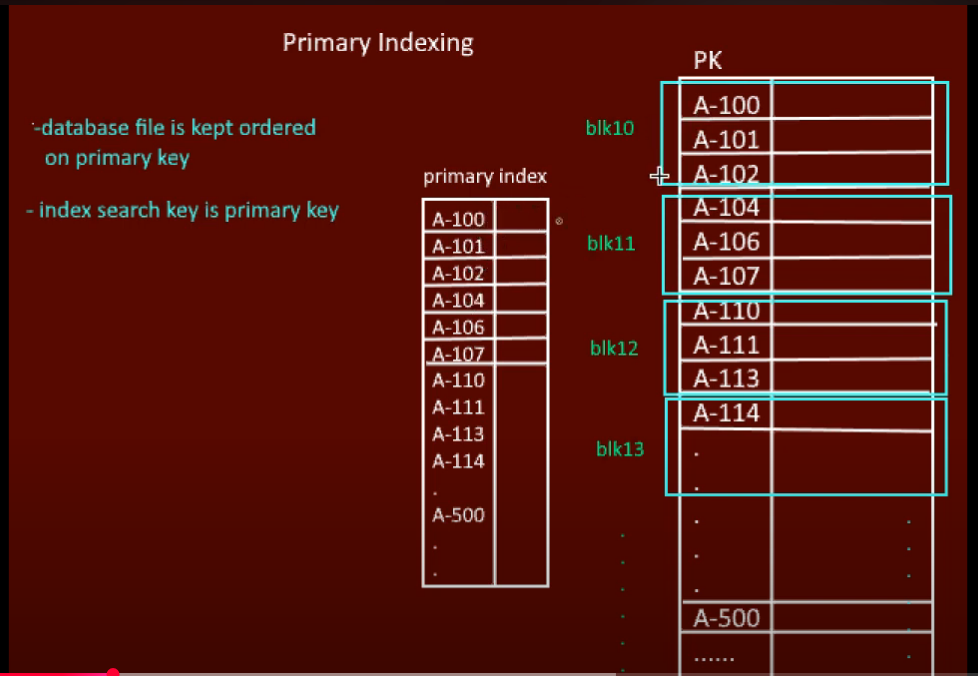 Primary Indexing
-database file is kept ordered
on primary key
- index search key is primary key
primary index
A-100
A-101
A-102
A-104
A-106
A-107
A-110
A-111
A-113
A-114
.
A-500
.
.
blk10
blk11
blk12
blk13
.
.
.
.
.
.
PK
A-100
A-101
A-102
A-104
A-106
A-107
A-110
A-111
A-113
A-114
.
.
.
.
.
A-500
......